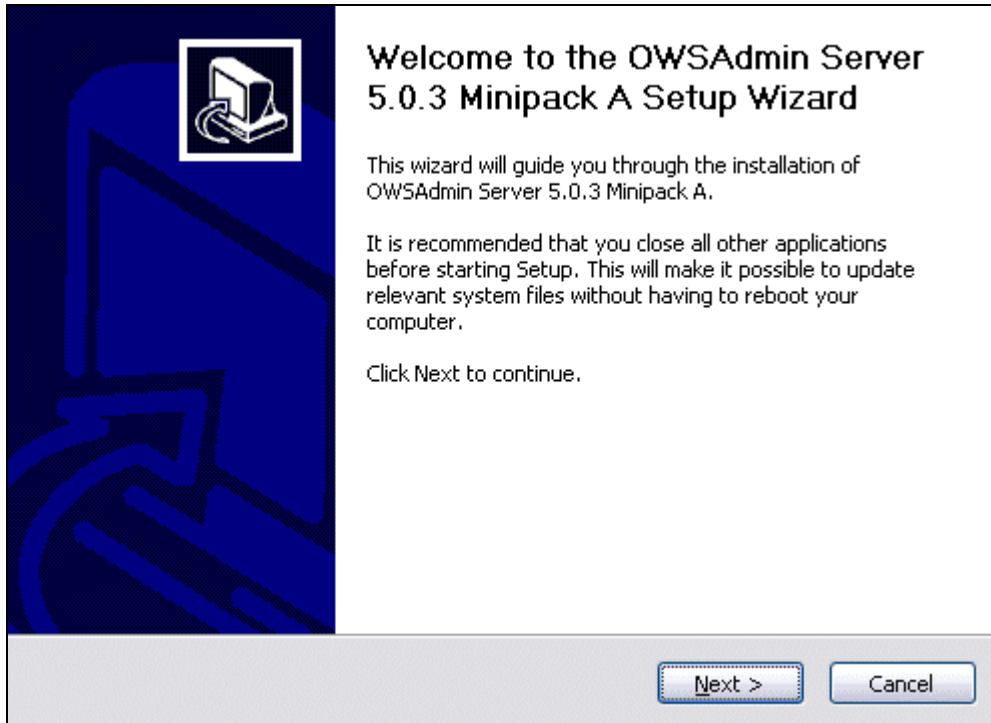 Welcome to the OWSAdmin Server
5.0.3 Minipack A Setup Wizard
This wizard will guide you through the installation of
OWSAdmin Server 5.0.3 Minipack A.
It is recommended that you close all other applications
before starting Setup. This will make it possible to update
relevant system files without having to reboot your
computer.
Click Next to continue.
Next >
Cancel